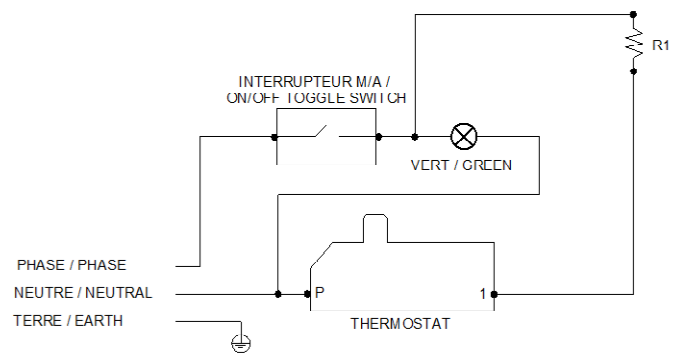 R1
INTERRUPTEUR M/A /
ON/OFF TOGGLE SWITCH
VERT / GREEN
PHASE / PHASE
NEUTRE / NEUTRAL
P
1
TERRE / EARTH
THERMOSTAT